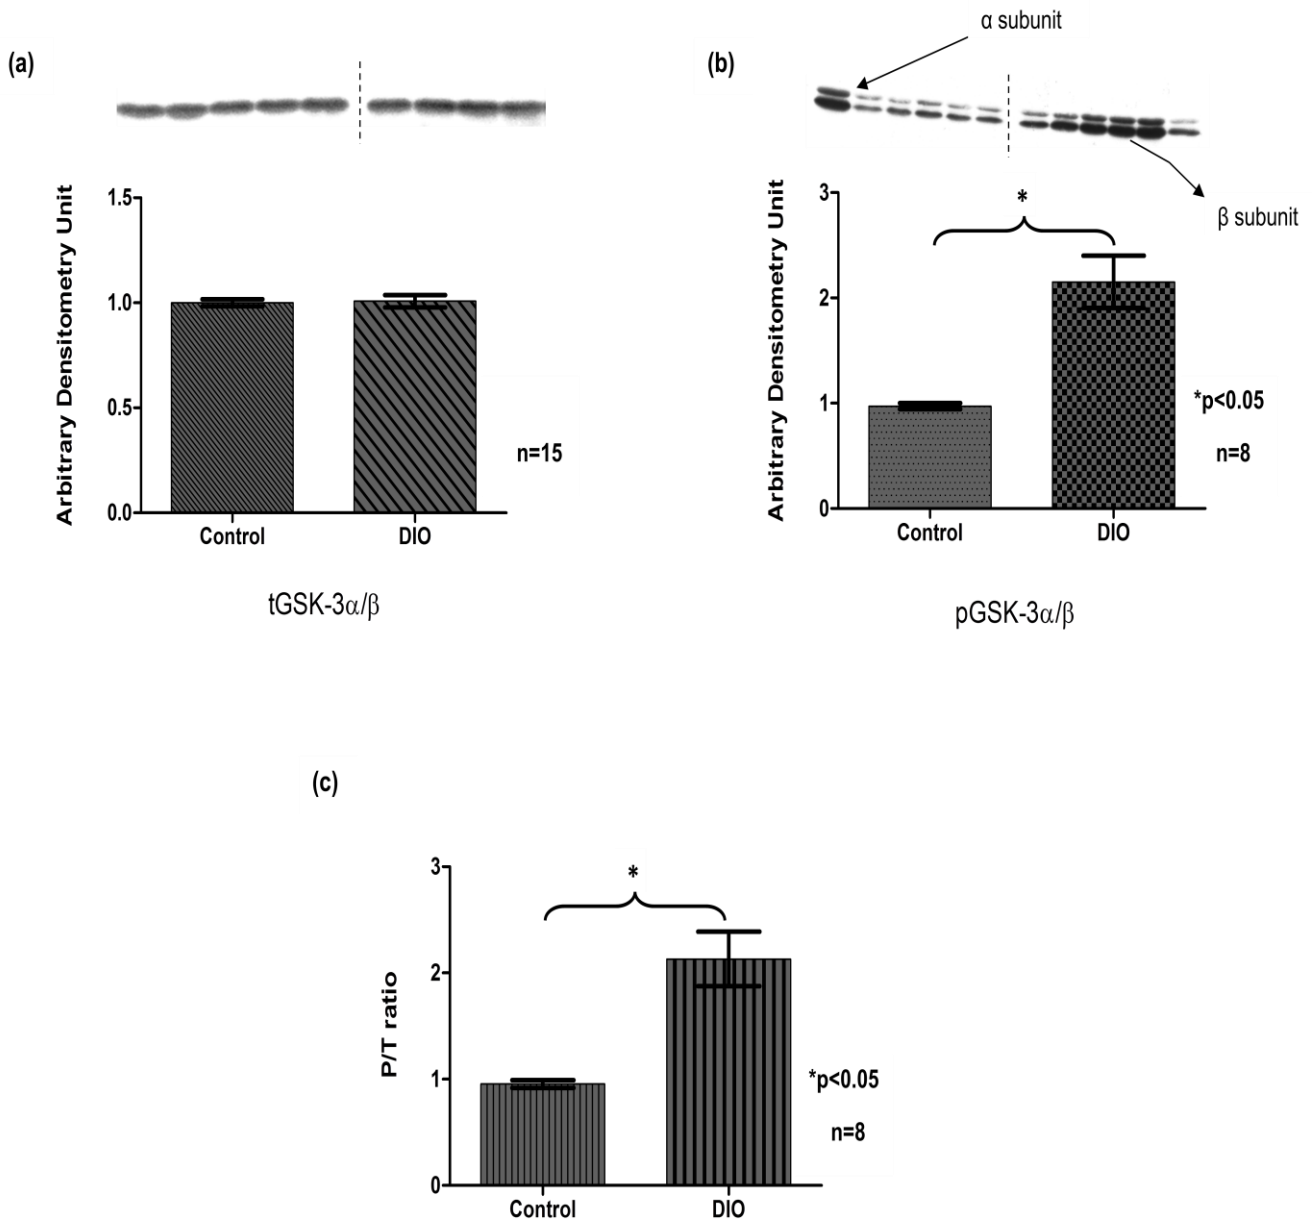 (a)
Arbitrary Densitometry Unit
1.5
1.0
0.5
0.0
Control
DIO
n=15
tGSK-3α/β
(b)
α subunit
β subunit
Arbitrary Densitometry Unit
3
2
1
0
*
Control
DIO
*p<0.05
n=8
pGSK-3α/β
(c)
P/T ratio
3
2
1
0
*
Control
DIO
*p<0.05
n=8